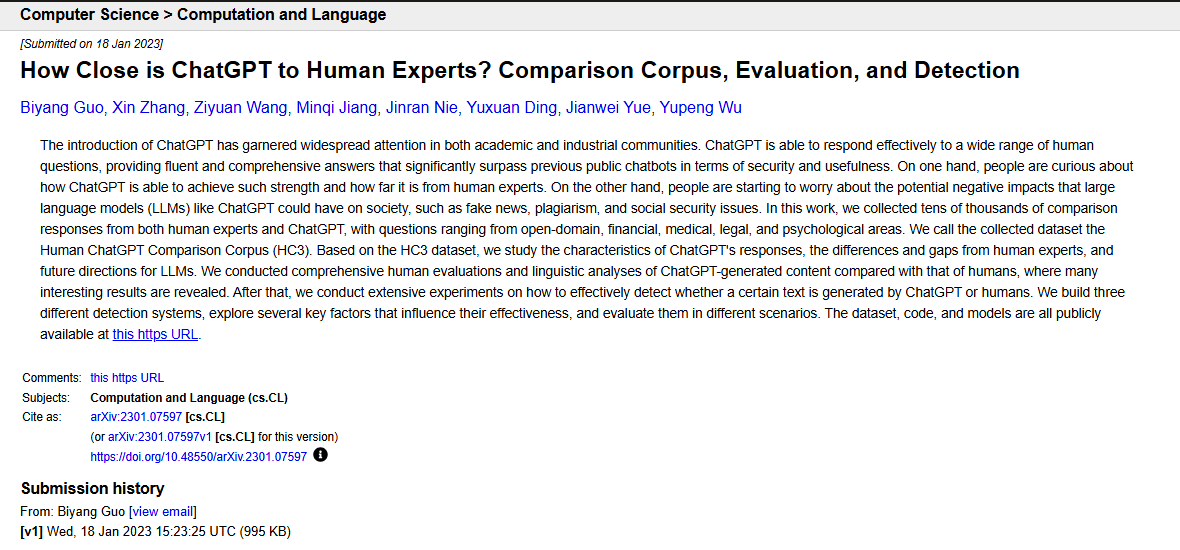 Computer Science > Computation and Language
[Submitted on 18 Jan 2023]
How Close is ChatGPT to Human Experts? Comparison Corpus, Evaluation, and Detection
Biyang Guo, Xin Zhang, Ziyuan Wang, Minqi Jiang, Jinran Nie, Yuxuan Ding, Jianwei Yue, Yupeng Wu
The introduction of ChatGPT has garnered widespread attention in both academic and industrial communities. ChatGPT is able to respond effectively to a wide range of human
questions, providing fluent and comprehensive answers that significantly surpass previous public chatbots in terms of security and usefulness. On one hand, people are curious about
how ChatGPT is able to achieve such strength and how far it is from human experts. On the other hand, people are starting to worry about the potential negative impacts that large
language models (LLMs) like ChatGPT could have on society, such as fake news, plagiarism, and social security issues. In this work, we collected tens of thousands of comparison
responses from both human experts and ChatGPT, with questions ranging from open-domain, financial, medical, legal, and psychological areas. We call the collected dataset the
Human ChatGPT Comparison Corpus (HC3). Based on the HC3 dataset, we study the characteristics of ChatGPT's responses, the differences and gaps from human experts, and
future directions for LLMs. We conducted comprehensive human evaluations and linguistic analyses of ChatGPT-generated content compared with that of humans, where many
interesting results are revealed. After that, we conduct extensive experiments on how to effectively detect whether a certain text is generated by ChatGPT or humans. We build three
different detection systems, explore several key factors that influence their effectiveness, and evaluate them in different scenarios. The dataset, code, and models are all publicly
available at this https URL.
Comments: this https URL
Subjects: Computation and Language (cs.CL)
Cite as: arXiv:2301.07597 [cs.CL]
(or arXiv:2301.07597v1 [cs.CL] for this version)
https://doi.org/10.48550/arXiv.2301.07597
Submission history
From: Biyang Guo [view email]
[v1] Wed, 18 Jan 2023 15:23:25 UTC (995 KB)